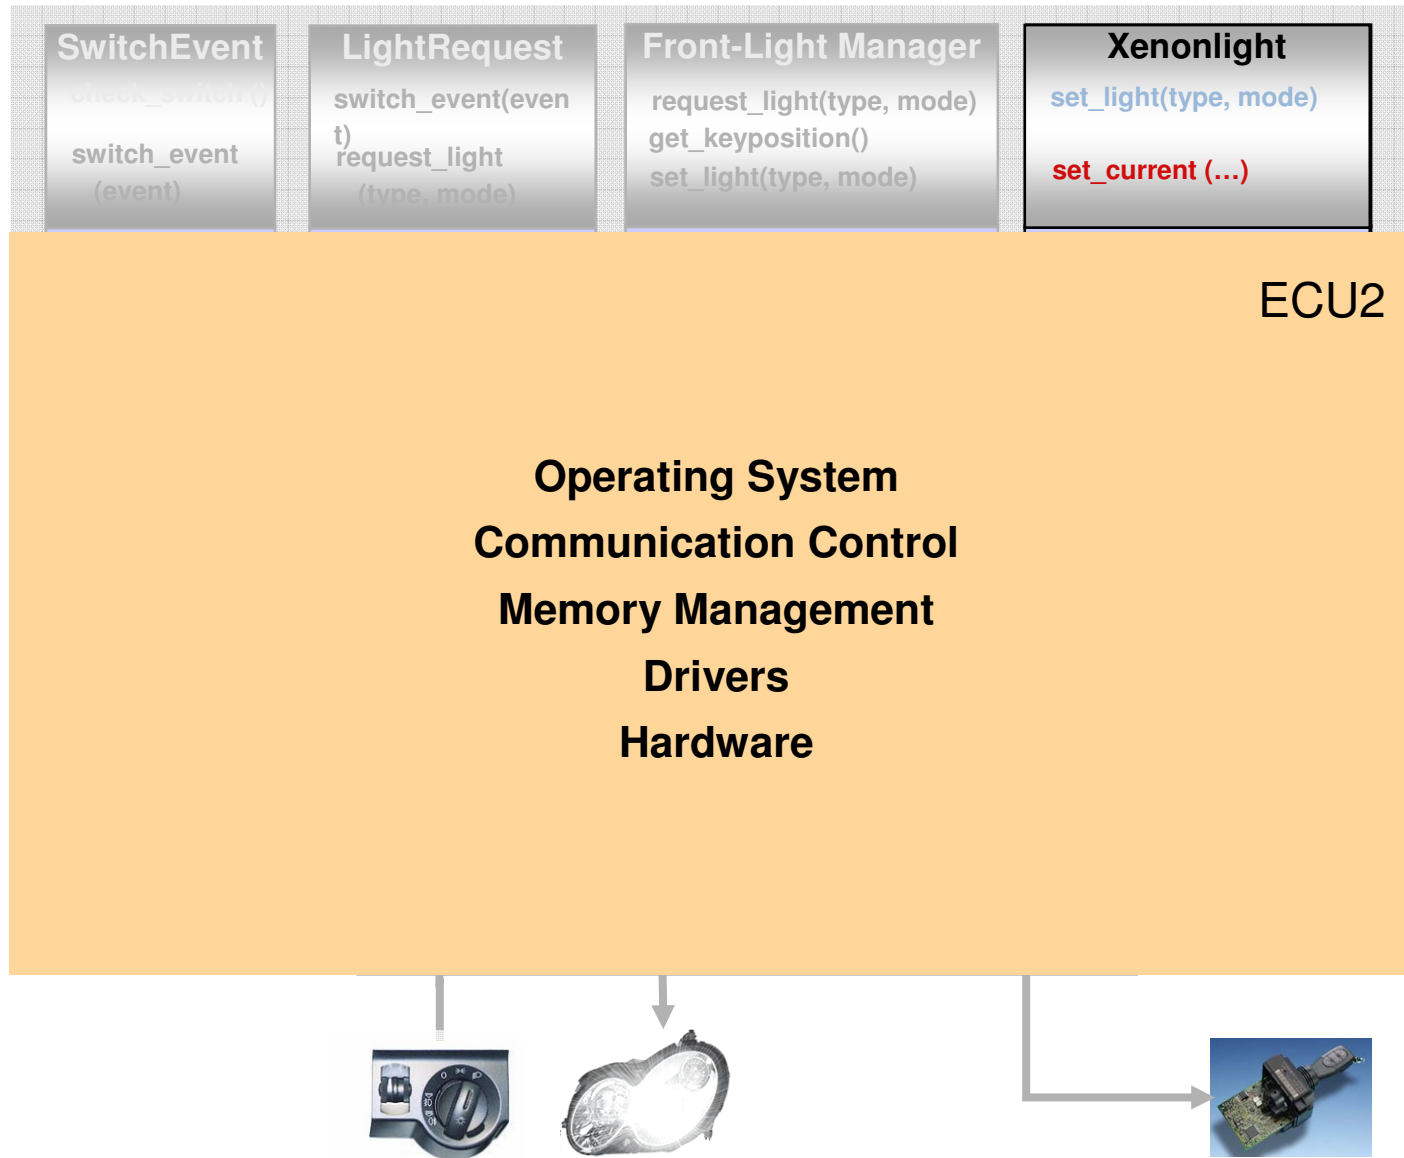 SwitchEvent
check_switch ()
switch_event
(event)
LightRequest
switch_event(even
t)
request_light
(type, mode)
Front-Light Manager
request_light(type, mode)
get_keyposition()
set_light(type, mode)
Xenonlight
set_light(type, mode)
set_current (…)
ECU2
Operating System
Communication Control
Memory Management
Drivers
Hardware